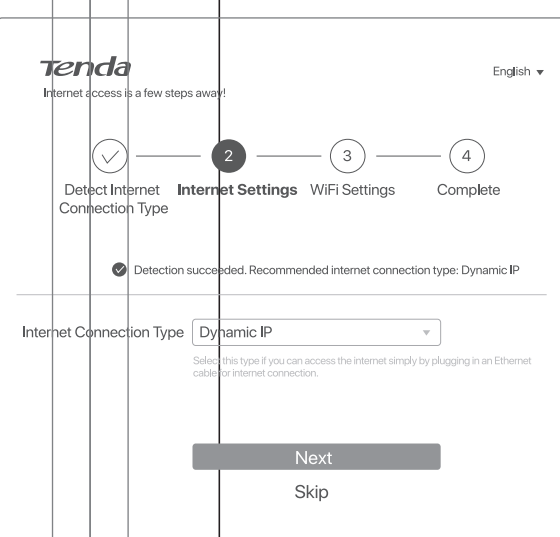 Tenda
English
Internet access is a few steps away!
2
3
4
Detect Internet
Connection Type
Internet Settings
WiFi Settings
Complete
Detection succeeded. Recommended internet connection type: Dynamic IP
Internet Connection Type
Dynamic IP
Select this type if you can access the internet simply by plugging in an Ethernet
cable for internet connection.
Next
Skip